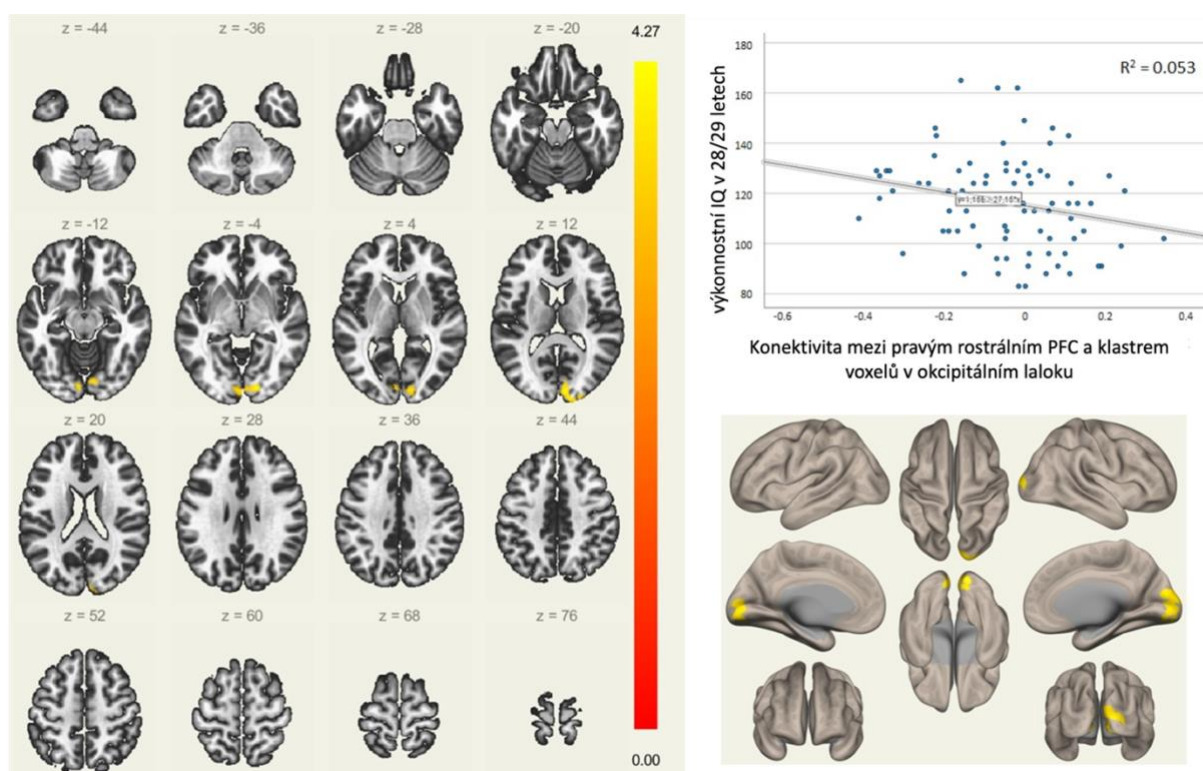 z = -44
z = -36
z = -28
z = -20
4.27
z = -12
z = -4
z = 4
z = 12
z = 20
z = 28
z = 36
z = 44
z = 52
z = 60
z = 68
z = 76
0.00
R² = 0.053
výkonnostní IQ v 28/29 letech
180
160
140
120
100
80
-0.6
-0.4
-0.2
0
0.2
0.4
Konektivita mezi pravým rostrálním PFC a klastrem
voxelů v okcipitálním laloku